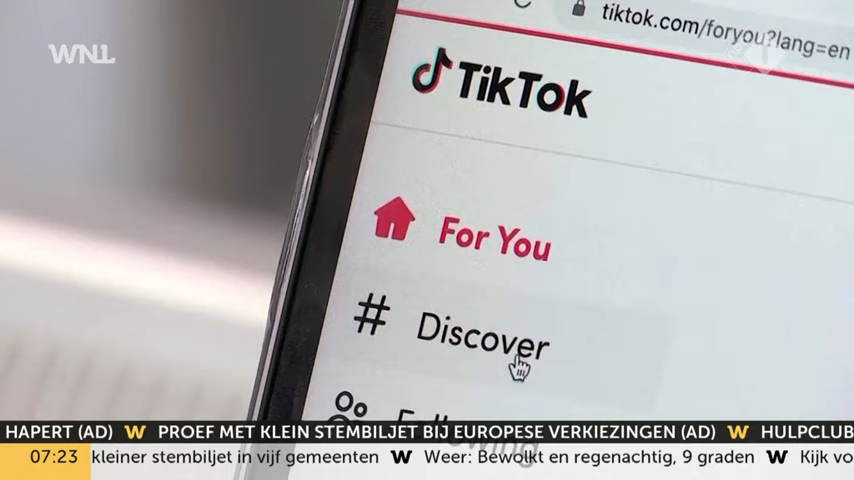 WNL
tiktok.com/foryou?lang=en
TikTok
For You
# Discover
Following
HAPERT (AD) W PROEF MET KLEIN STEMBILJET BIJ EUROPESE VERKIEZINGEN (AD) W HULPCLUB
07:23 kleiner stembiljet in vijf gemeenten W Weer: Bewolkt en regenachtig, 9 graden W Kijk vo